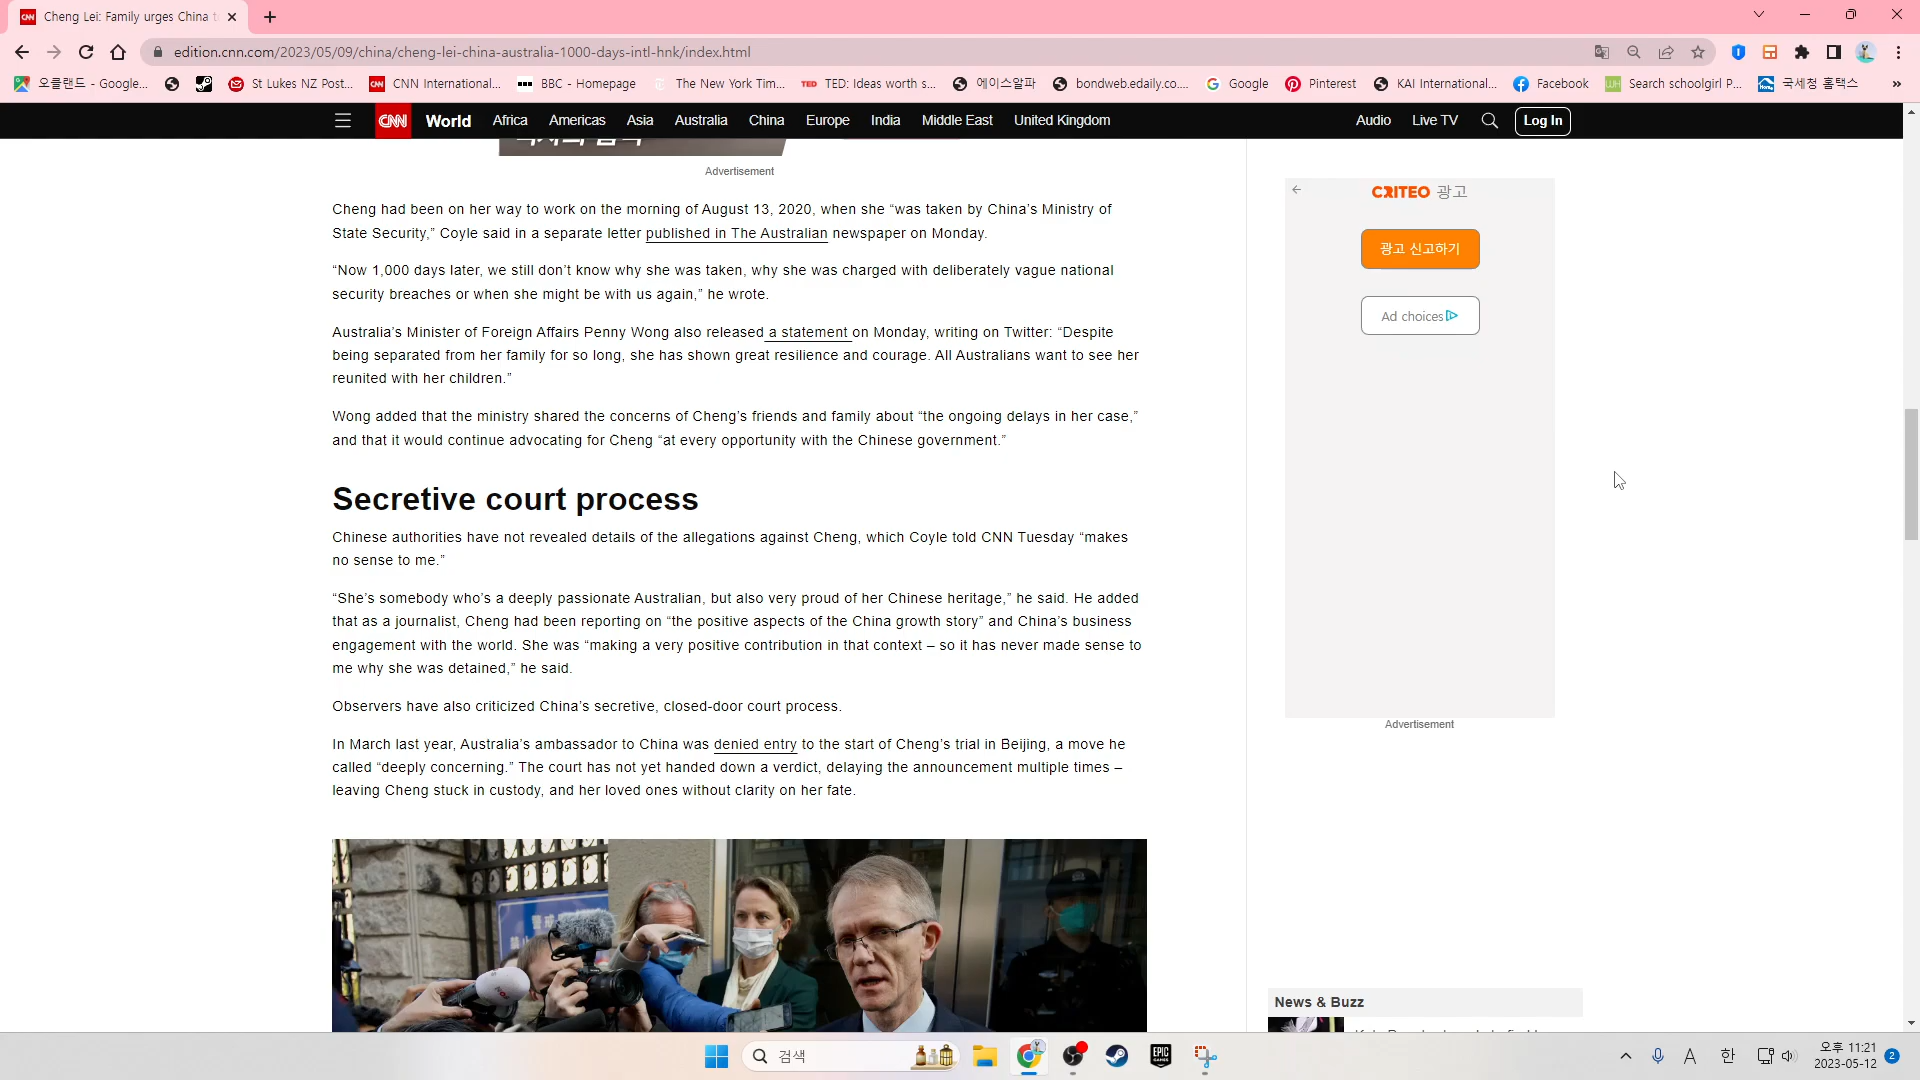 Cheng Lei: Family urges China t
edition.cnn.com/2023/05/09/china/cheng-lei-china-australia-1000-days-intl-hnk/index.html
오클랜드 - Google... St Lukes NZ Post... CNN International... BBC - Homepage The New York Tim... TED: Ideas worth s... 에이스알파 bondweb.edaily.co.... Google Pinterest KAI International... Facebook Search schoolgirl P... 국세청 홈택스 »
CNN World Africa Americas Asia Australia China Europe India Middle East United Kingdom Audio Live TV Log In
Advertisement
Cheng had been on her way to work on the morning of August 13, 2020, when she “was taken by China’s Ministry of
State Security,” Coyle said in a separate letter published in The Australian newspaper on Monday.
“Now 1,000 days later, we still don’t know why she was taken, why she was charged with deliberately vague national
security breaches or when she might be with us again,” he wrote.
Australia’s Minister of Foreign Affairs Penny Wong also released a statement on Monday, writing on Twitter: “Despite
being separated from her family for so long, she has shown great resilience and courage. All Australians want to see her
reunited with her children.”
Wong added that the ministry shared the concerns of Cheng’s friends and family about “the ongoing delays in her case,”
and that it would continue advocating for Cheng “at every opportunity with the Chinese government.”
Secretive court process
Chinese authorities have not revealed details of the allegations against Cheng, which Coyle told CNN Tuesday “makes
no sense to me.”
“She’s somebody who’s a deeply passionate Australian, but also very proud of her Chinese heritage,” he said. He added
that as a journalist, Cheng had been reporting on “the positive aspects of the China growth story” and China’s business
engagement with the world. She was “making a very positive contribution in that context – so it has never made sense to
me why she was detained,” he said.
Observers have also criticized China’s secretive, closed-door court process.
In March last year, Australia’s ambassador to China was denied entry to the start of Cheng’s trial in Beijing, a move he
called “deeply concerning.” The court has not yet handed down a verdict, delaying the announcement multiple times –
leaving Cheng stuck in custody, and her loved ones without clarity on her fate.
CRITEO 광고
광고 신고하기
Ad choices
Advertisement
News & Buzz
검색
EPIC GAMES
A 한
오후 11:21
2023-05-12
2